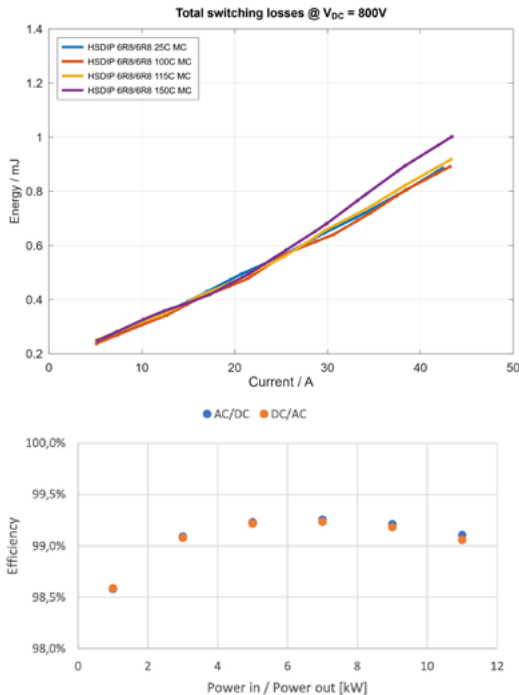 Total switching losses @ VDC = 800V
1.4
HSDIP 6R8/6R8 25C MC
HSDIP 6R8/6R8 100C MC
HSDIP 6R8/6R8 115C MC
HSDIP 6R8/6R8 150C MC
1.2
1
0.8
0.6
0.4
0.2
Energy / mJ
0 10 20 30 40 50
Current / A
AC/DC DC/AC
100,0%
99,5%
99,0%
98,5%
98,0%
Efficiency
0 2 4 6 8 10 12
Power in / Power out [kW]